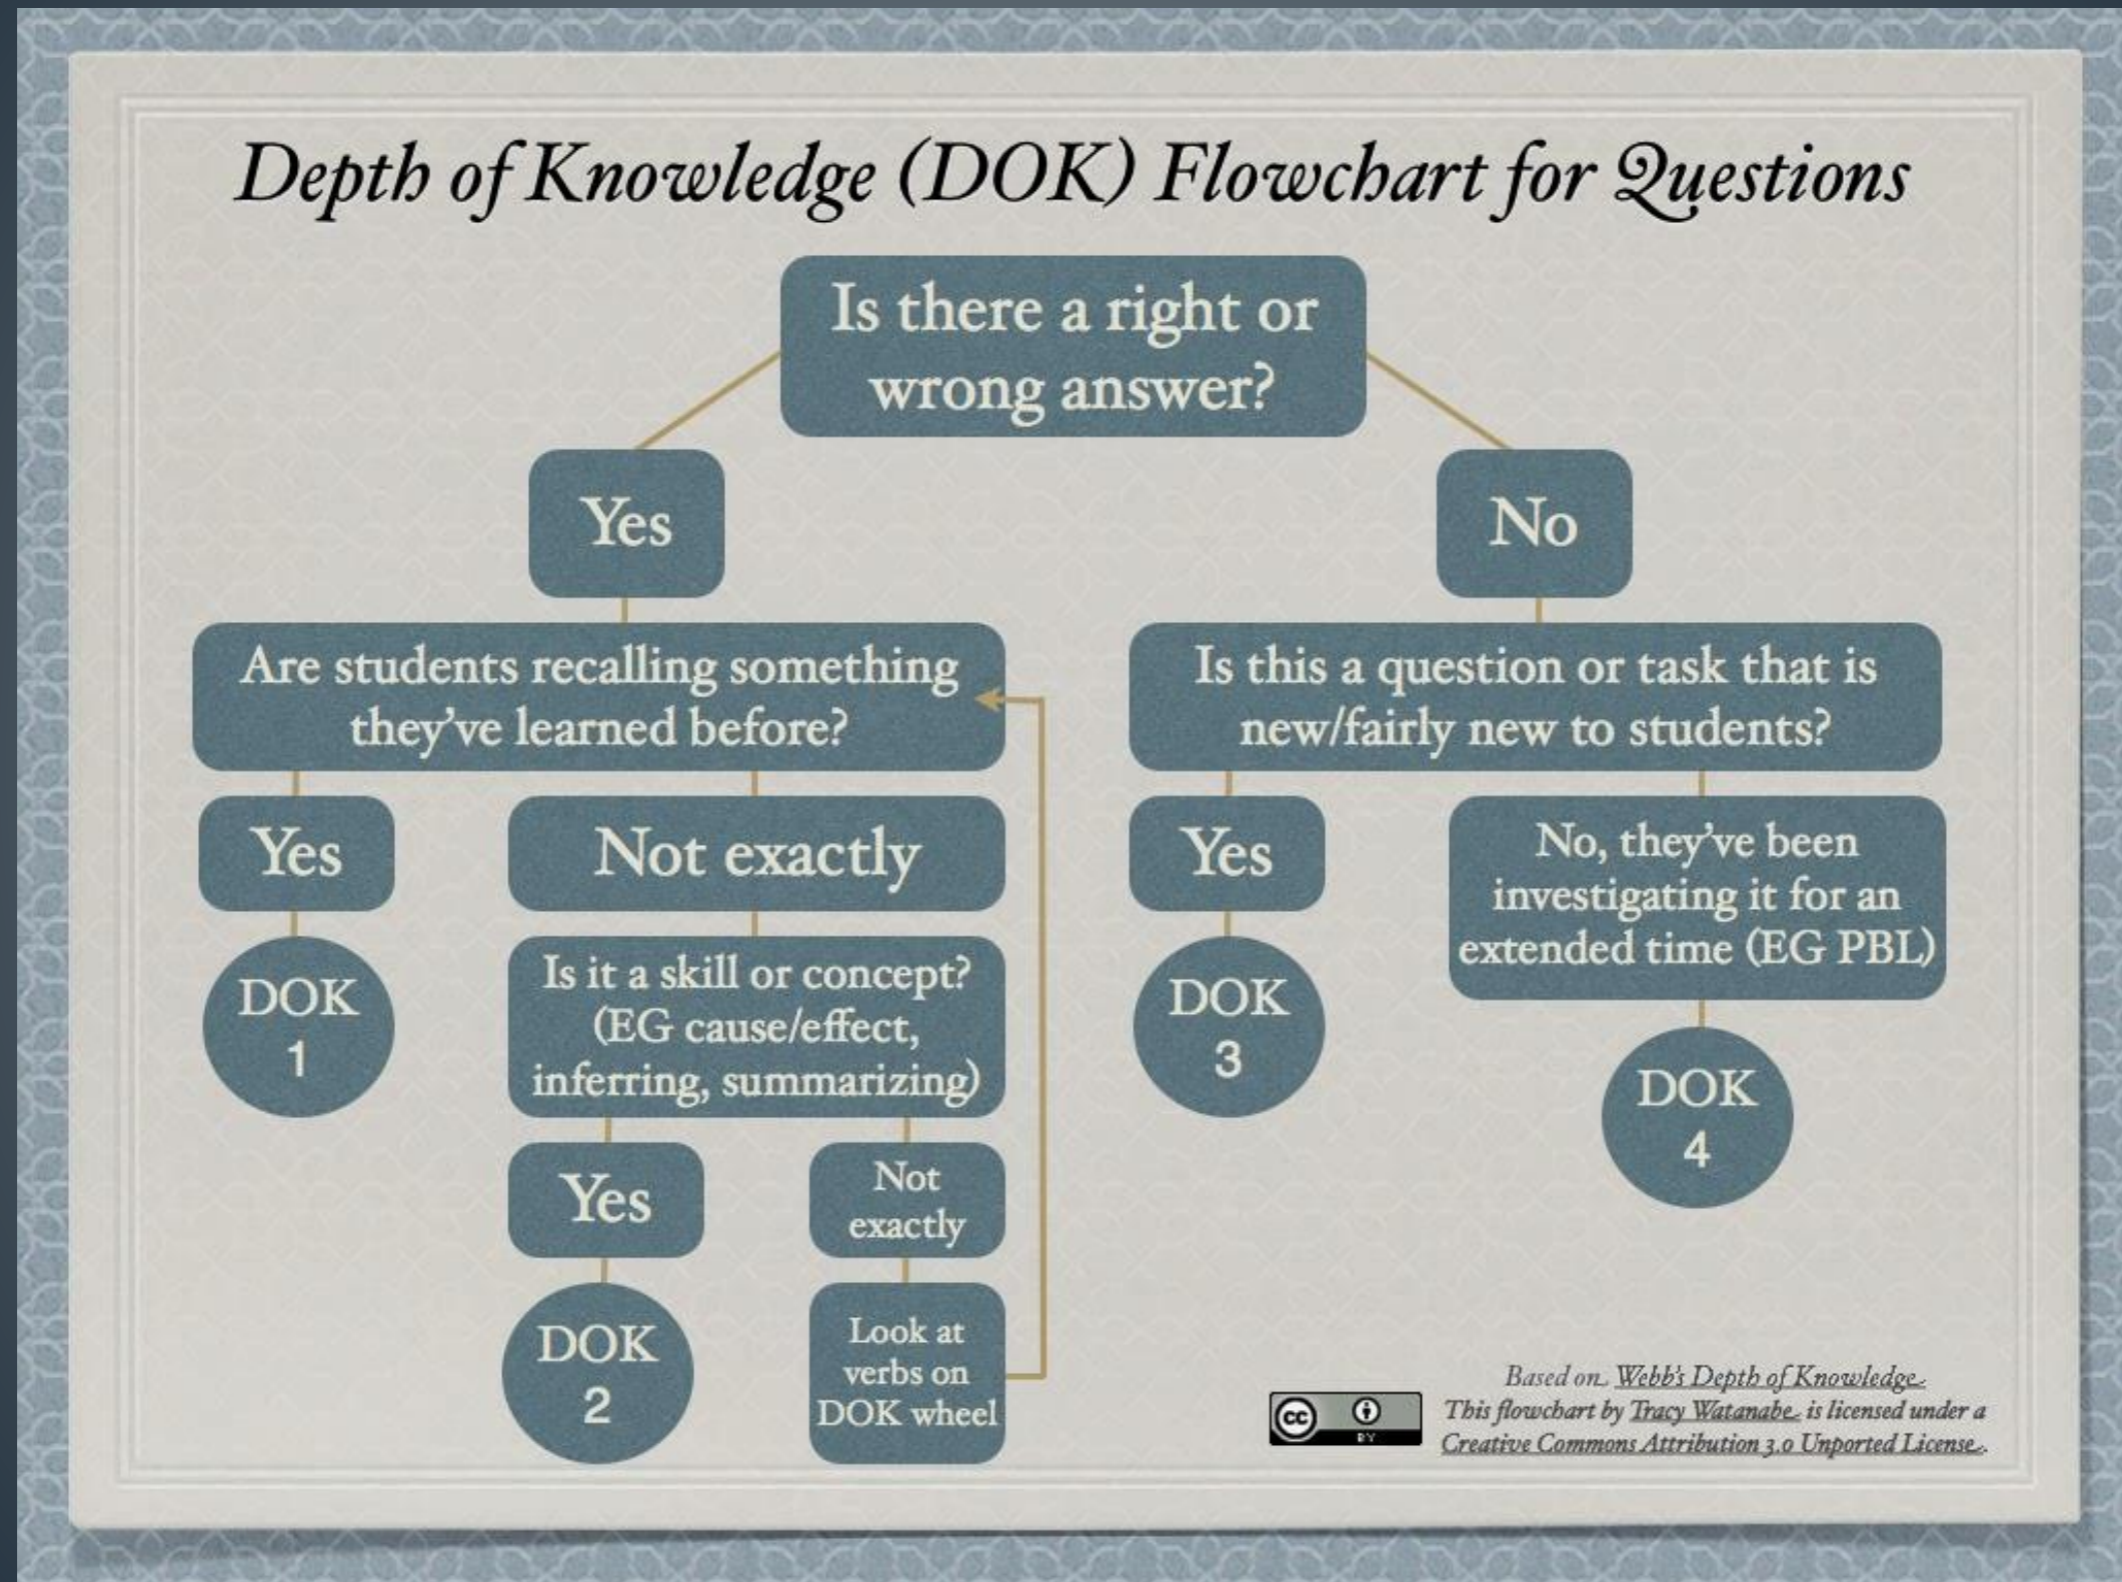 Depth of Knowledge (DOK) Flowchart for Questions
Is there a right or
wrong answer?
Yes
No
Are students recalling something
they've learned before?
Is this a question or task that is
new/fairly new to students?
Yes
Not exactly
Yes
No, they've been
investigating it for an
extended time (EG PBL)
DOK
1
Is it a skill or concept?
(EG cause/effect,
inferring, summarizing)
DOK
3
DOK
4
Yes
Not
exactly
DOK
2
Look at
verbs on
DOK wheel
cc
BY
Based on Webb's Depth of Knowledge
This flowchart by Tracy Watanabe is licensed under a
Creative Commons Attribution 3.0 Unported License.